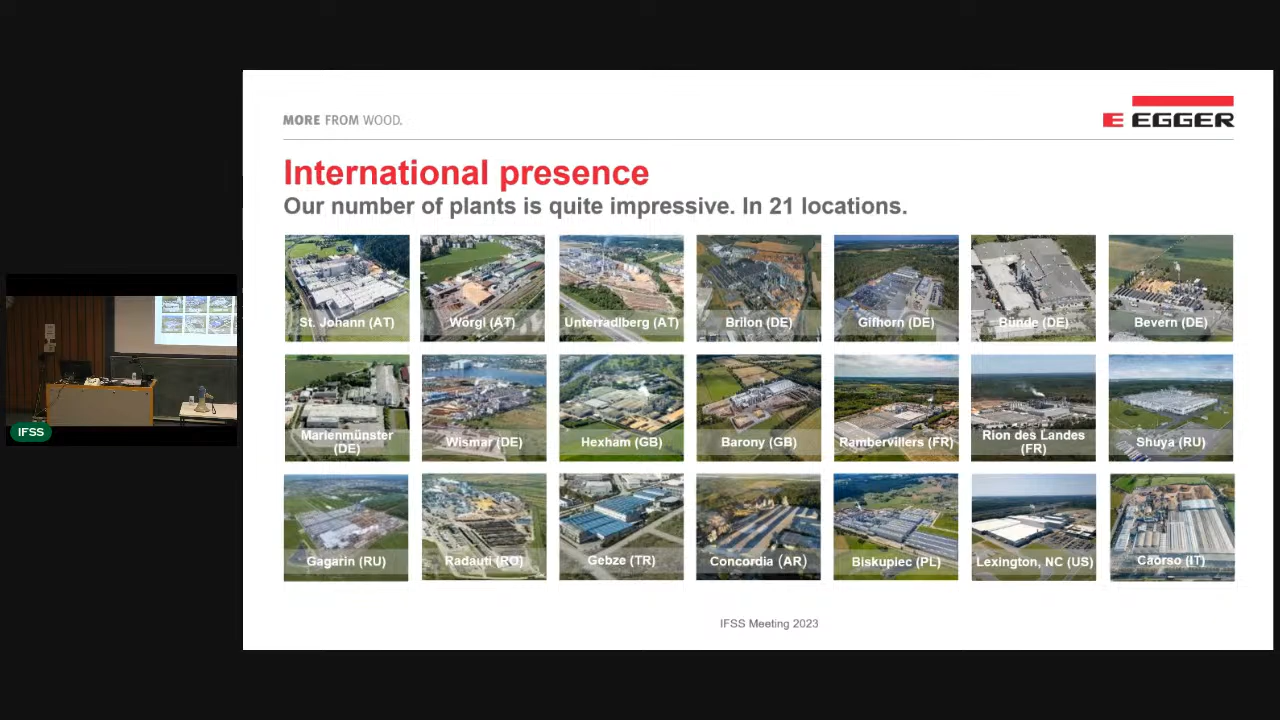 MORE FROM WOOD.
E EGGER
International presence
Our number of plants is quite impressive. In 21 locations.
St. Johann (AT)
Wörgl (AT)
Unterradlberg (AT)
Brilon (DE)
Gifhorn (DE)
Bünde (DE)
Bevern (DE)
Marienmünster
(DE)
Wismar (DE)
Hexham (GB)
Barony (GB)
Rambervillers (FR)
Rion des Landes
(FR)
Shuya (RU)
Gagarin (RU)
Radauti (RO)
Gebze (TR)
Concordia (AR)
Biskupiec (PL)
Lexington, NC (US)
Caorso (IT)
IFSS
IFSS Meeting 2023